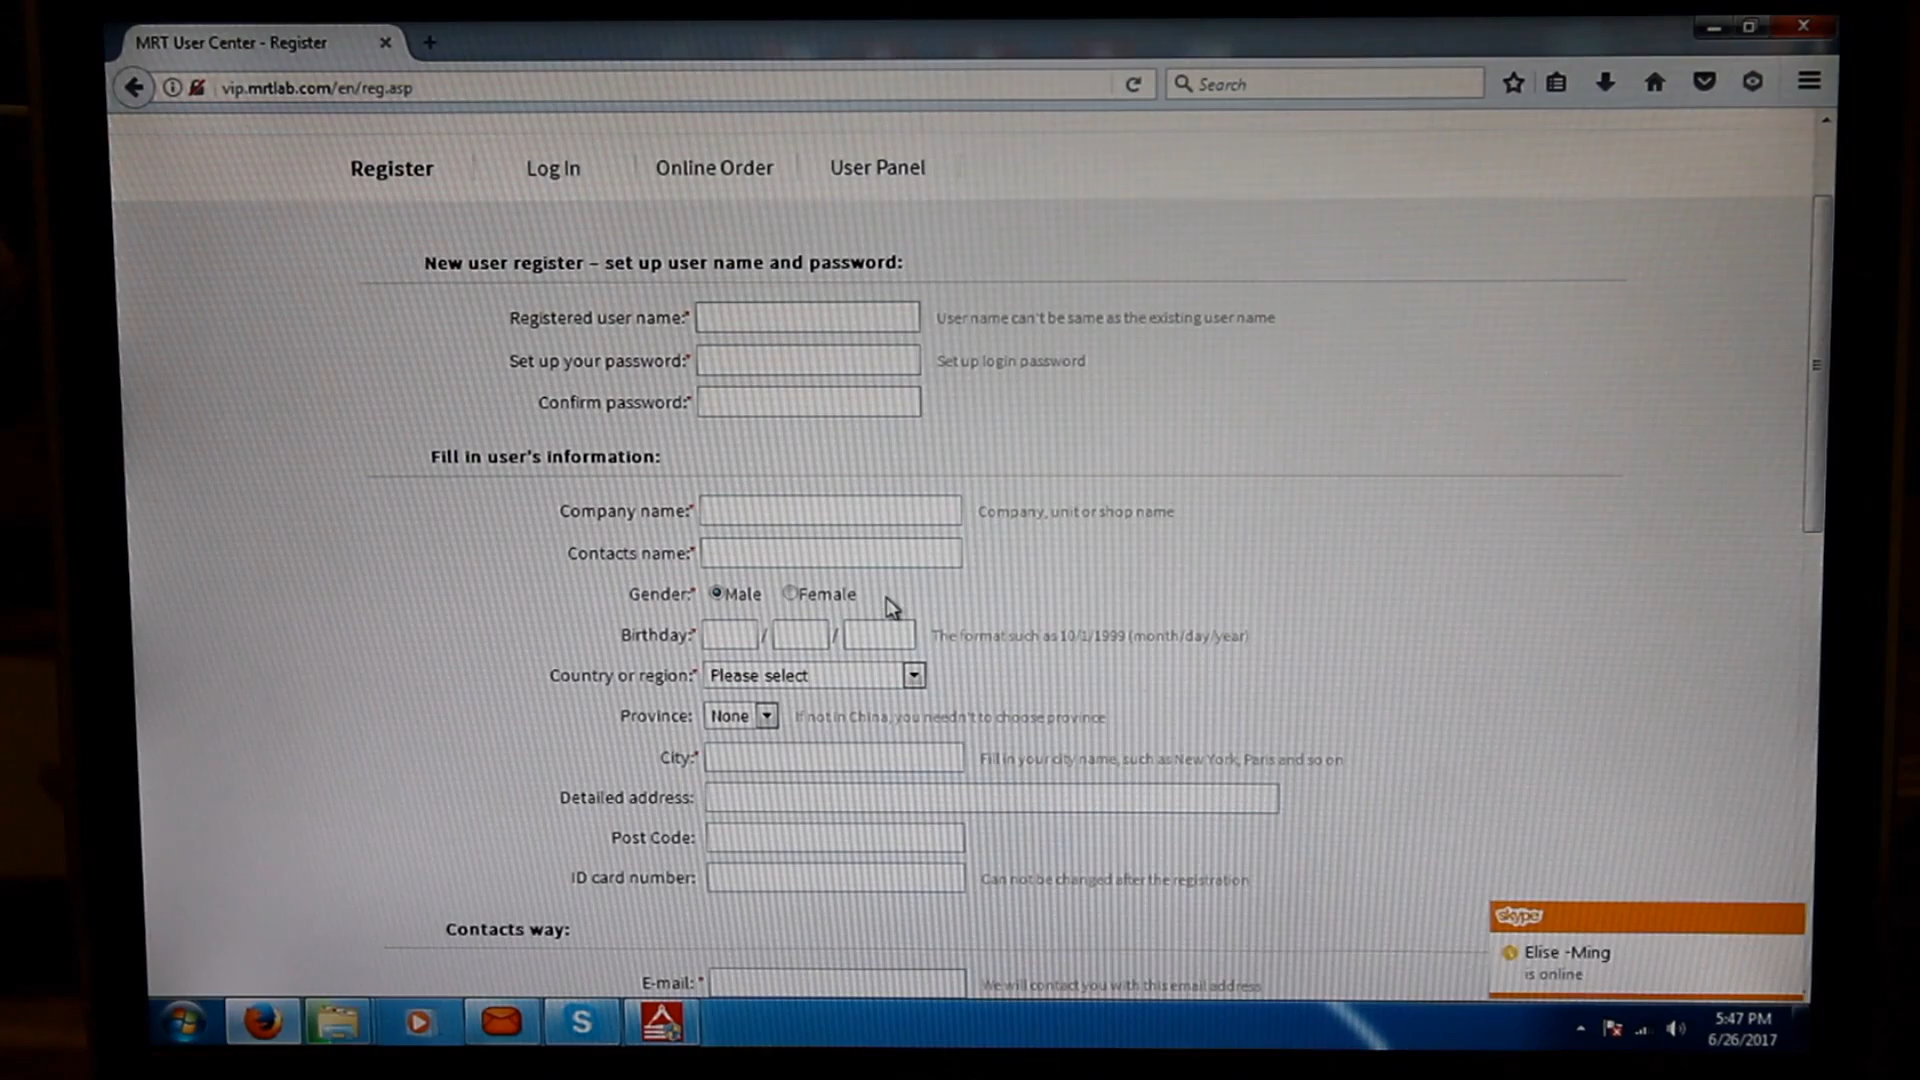 MRT User Center - Register
vip.mrtlab.com/en/reg.asp
Search
Register
Log In
Online Order
User Panel
New user register – set up user name and password:
Registered user name:* User name can't be same as the existing user name
Set up your password:* Set up login password
Confirm password:*
Fill in user's information:
Company name:* Company, unit or shop name
Contacts name:*
Gender:* Male Female
Birthday:* / / The format such as 10/1/1999 (month/day/year)
Country or region:* Please select
Province: None If not in China, you needn't to choose province
City:* Fill in your city name, such as New York, Paris and so on
Detailed address:
Post Code:
ID card number: Can not be changed after the registration
Contacts way:
E-mail: * We will contact you with this email address
skype
Elise -Ming
is online
S
5:47 PM
6/26/2017